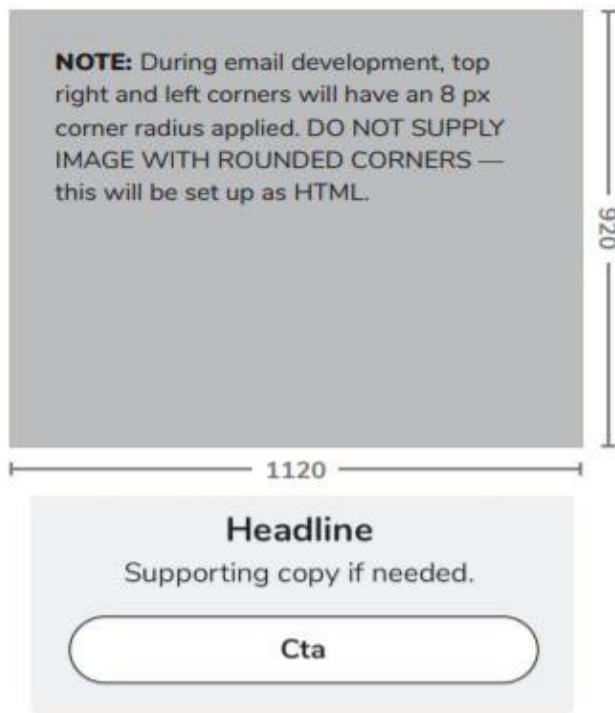 NOTE: During email development, top
right and left corners will have an 8 px
corner radius applied. DO NOT SUPPLY
IMAGE WITH ROUNDED CORNERS —
this will be set up as HTML.
920
1120
Headline
Supporting copy if needed.
Cta